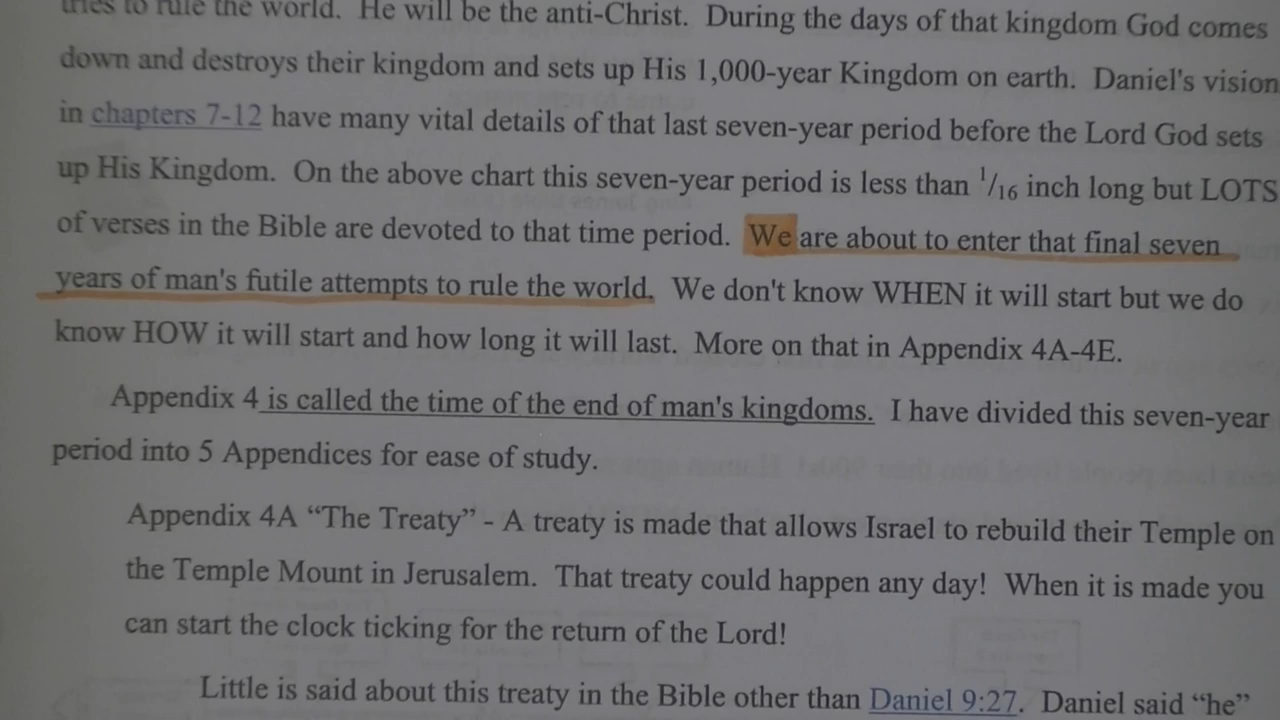 tries to rule the world. He will be the anti-Christ. During the days of that kingdom God comes
down and destroys their kingdom and sets up His 1,000-year Kingdom on earth. Daniel's vision
in chapters 7-12 have many vital details of that last seven-year period before the Lord God sets
up His Kingdom. On the above chart this seven-year period is less than 1/16 inch long but LOTS
of verses in the Bible are devoted to that time period. We are about to enter that final seven
years of man's futile attempts to rule the world. We don't know WHEN it will start but we do
know HOW it will start and how long it will last. More on that in Appendix 4A-4E.
Appendix 4 is called the time of the end of man's kingdoms. I have divided this seven-year
period into 5 Appendices for ease of study.
Appendix 4A “The Treaty” - A treaty is made that allows Israel to rebuild their Temple on
the Temple Mount in Jerusalem. That treaty could happen any day! When it is made you
can start the clock ticking for the return of the Lord!
Little is said about this treaty in the Bible other than Daniel 9:27. Daniel said “he”